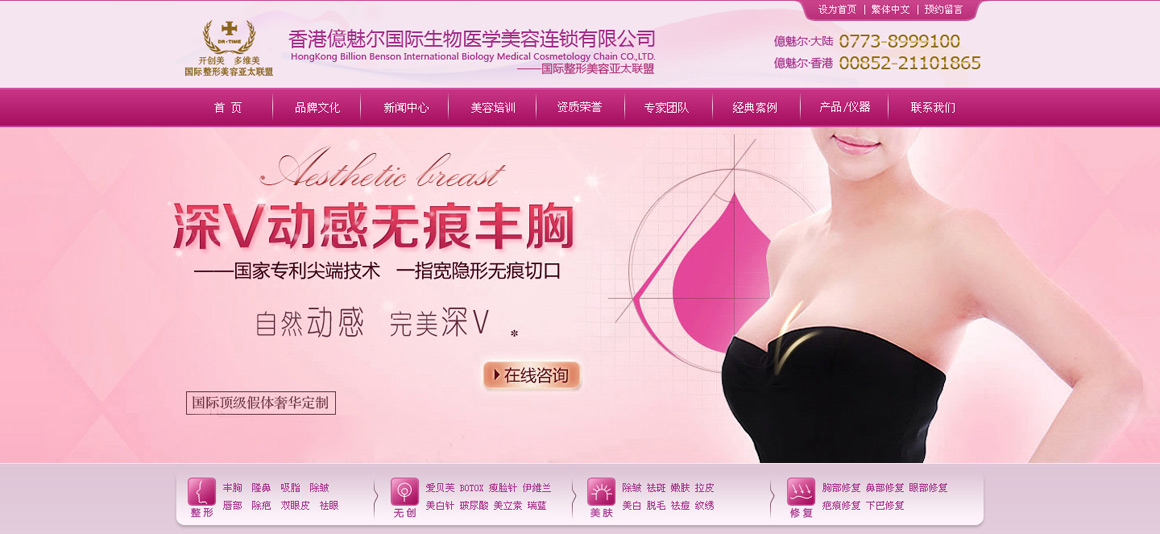 设为首页 | 繁体中文 | 预约留言
DR·TIME
开创美 多维美
国际整形美容亚太联盟
香港億魅尔国际生物医学美容连锁有限公司
HongKong Billion Benson International Biology Medical Cosmetology Chain CO.,LTD.
——国际整形美容亚太联盟
億魅尔·大陆 0773-8999100
億魅尔·香港 00852-21101865
首 页 品牌文化 新闻中心 美容培训 资质荣誉 专家团队 经典案例 产品/仪器 联系我们
Aesthetic breast
深V动感无痕丰胸
——国家专利尖端技术 一指宽隐形无痕切口
自然动感 完美深V
在线咨询
国际顶级假体奢华定制
整形
丰胸 隆鼻 吸脂 除皱
唇部 除疤 双眼皮 祛眼
无创
爱贝芙 BOTOX 瘦脸针 伊维兰
美白针 玻尿酸 美立素 瑞蓝
美肤
除皱 祛斑 嫩肤 拉皮
美白 脱毛 祛痘 纹绣
修复
胸部修复 鼻部修复 眼部修复
疤痕修复 下巴修复